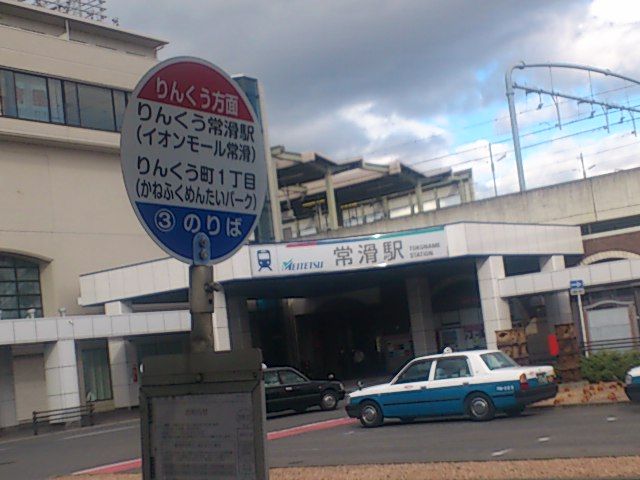 りんくう方面
りんくう常滑駅
(イオンモール常滑)
りんくう町1丁目
(かねふくめんたいパーク)
③のりば
MEITETSU
常滑駅
TOKONAME
STATION